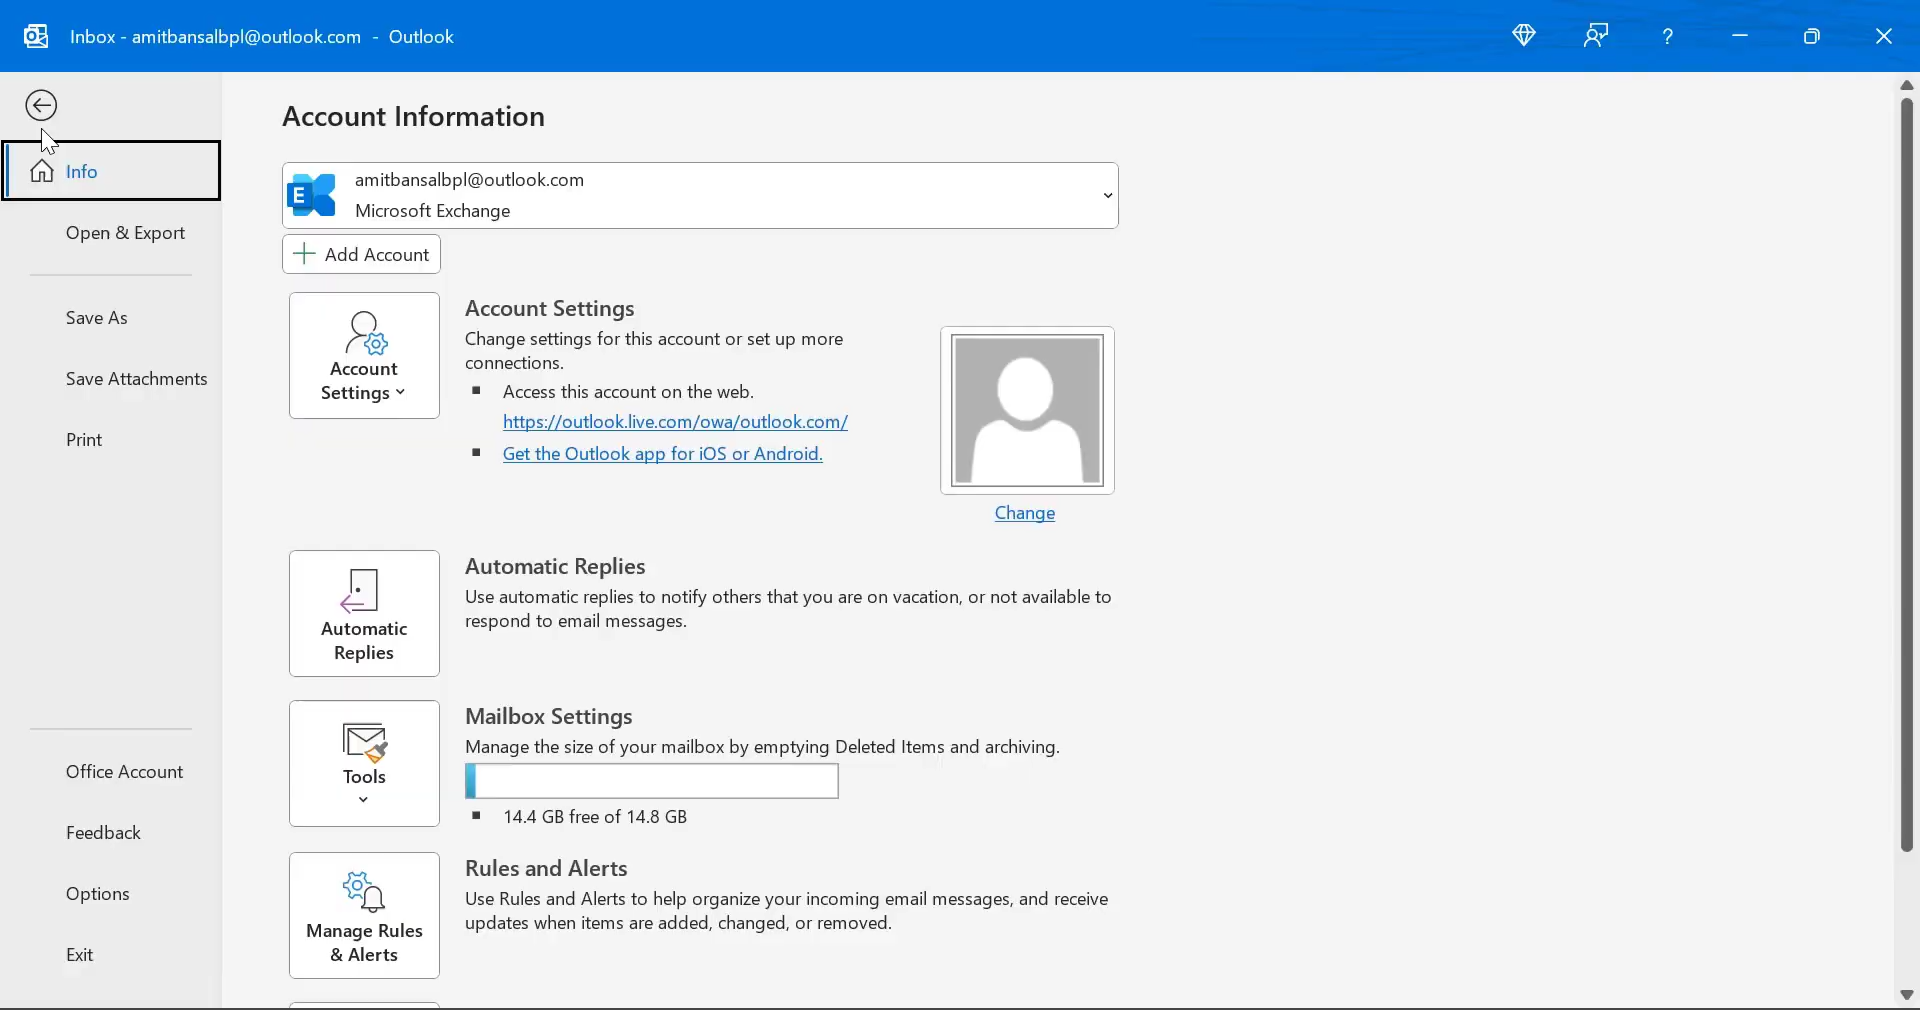 Inbox - amitbansalbpl@outlook.com - Outlook
?
Info
Open & Export
Save As
Save Attachments
Print
Office Account
Feedback
Options
Exit
Account Information
E
amitbansalbpl@outlook.com
Microsoft Exchange
Add Account
Account
Settings
Account Settings
Change settings for this account or set up more
connections.
Access this account on the web.
https://outlook.live.com/owa/outlook.com/
Get the Outlook app for iOS or Android.
Change
Automatic
Replies
Automatic Replies
Use automatic replies to notify others that you are on vacation, or not available to
respond to email messages.
Tools
Mailbox Settings
Manage the size of your mailbox by emptying Deleted Items and archiving.
14.4 GB free of 14.8 GB
Manage Rules
& Alerts
Rules and Alerts
Use Rules and Alerts to help organize your incoming email messages, and receive
updates when items are added, changed, or removed.